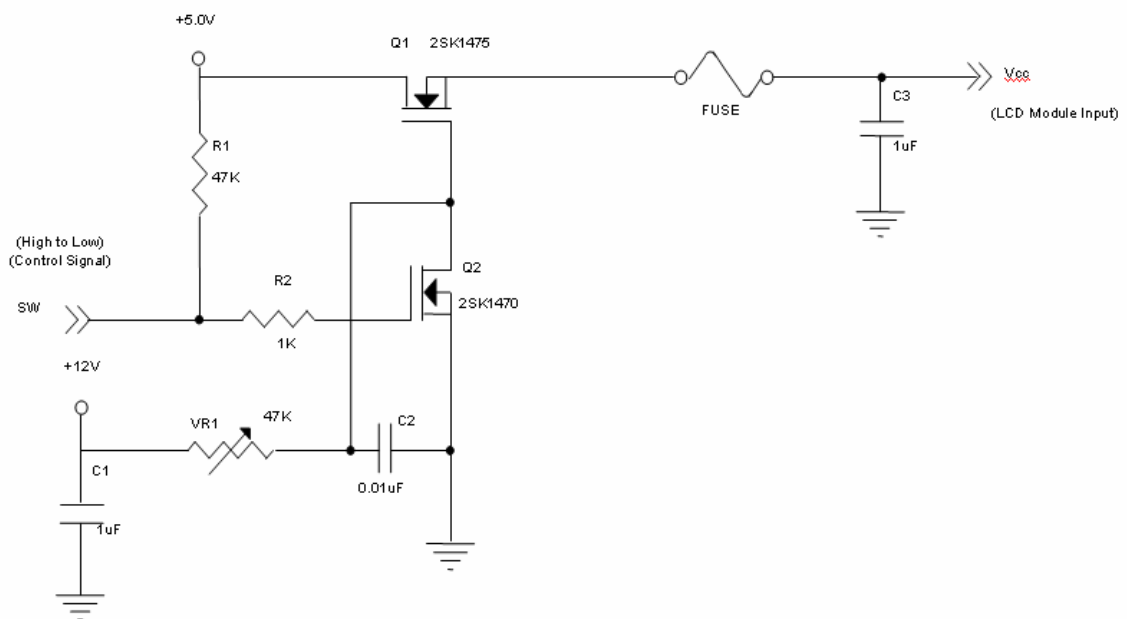 +5.0V
Q1 2SK1475
Vcc
C3
FUSE
(LCD Module Input)
R1
1uF
47K
(High to Low)
(Control Signal)
Q2
R2
SW
2SK1470
1K
+12V
47K
VR1
C2
C1
0.01uF
1uF